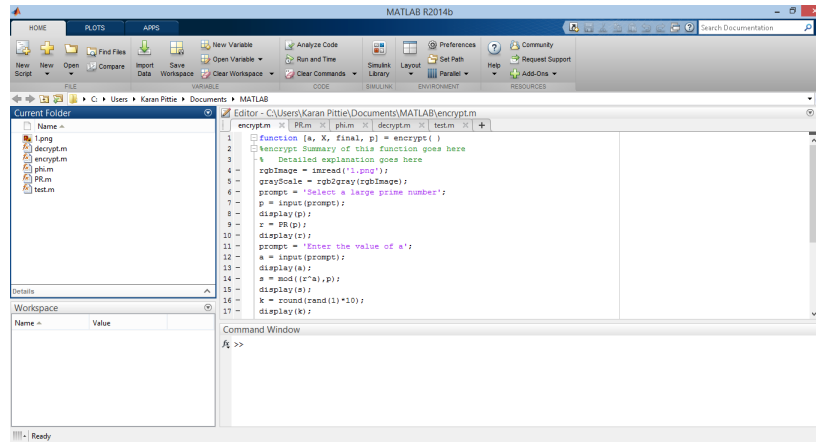 MATLAB R2014b
HOME PLOTS APPS
Search Documentation
New Script
New
Open
Find Files
Compare
Import Data
Save Workspace
New Variable
Open Variable
Clear Workspace
Analyze Code
Run and Time
Clear Commands
Simulink Library
Layout
Preferences
Set Path
Parallel
Help
Community
Request Support
Add-Ons
FILE VARIABLE CODE SIMULINK ENVIRONMENT RESOURCES
C: Users Karan Pittie Documents MATLAB
Current Folder
Name
1.png
decrypt.m
encrypt.m
phi.m
PR.m
test.m
Details
Workspace
Name Value
Editor - C:\Users\Karan Pittie\Documents\MATLAB\encrypt.m
encrypt.m PR.m phi.m decrypt.m test.m
1 function [a, X, final, p] = encrypt( )
2 %encrypt Summary of this function goes here
3 % Detailed explanation goes here
4 - rgbImage = imread('1.png');
5 - grayScale = rgb2gray(rgbImage);
6 - prompt = 'Select a large prime number';
7 - p = input(prompt);
8 - display(p);
9 - r = PR(p);
10 - display(r);
11 - prompt = 'Enter the value of a';
12 - a = input(prompt);
13 - display(a);
14 - s = mod((r^a),p);
15 - display(s);
16 - k = round(rand(1)*10);
17 - display(k);
Command Window
fx >>
Ready